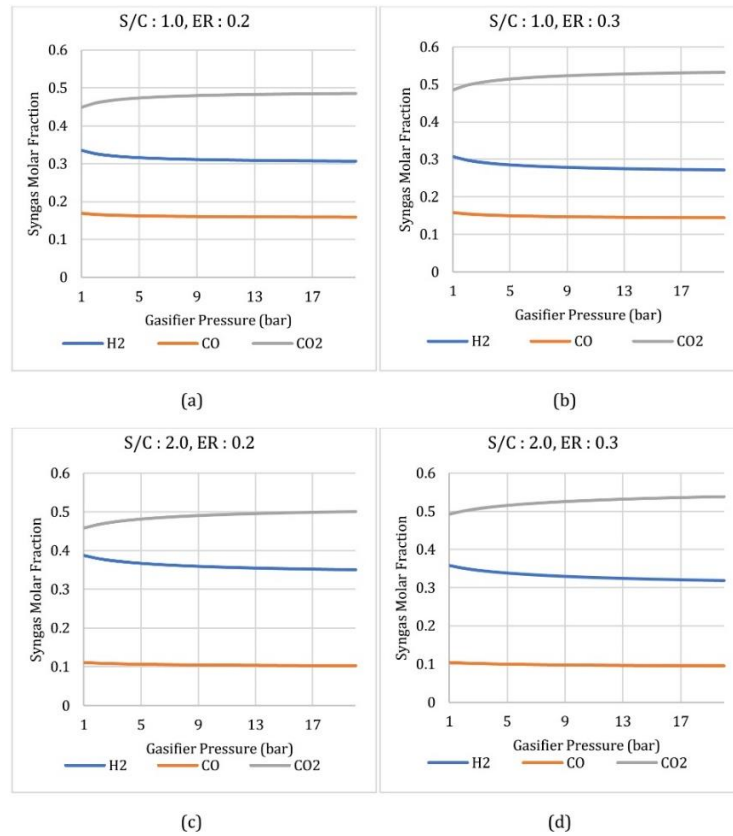 S/C : 1.0, ER : 0.2
0.6
0.5
0.4
0.3
0.2
0.1
0
Syngas Molar Fraction
1 5 9 13 17
Gasifier Pressure (bar)
H2 CO CO2
(a)
S/C : 1.0, ER : 0.3
0.6
0.5
0.4
0.3
0.2
0.1
0
Syngas Molar Fraction
1 5 9 13 17
Gasifier Pressure (bar)
H2 CO CO2
(b)
S/C : 2.0, ER : 0.2
0.6
0.5
0.4
0.3
0.2
0.1
0
Syngas Molar Fraction
1 5 9 13 17
Gasifier Pressure (bar)
H2 CO CO2
(c)
S/C : 2.0, ER : 0.3
0.6
0.5
0.4
0.3
0.2
0.1
0
Syngas Molar Fraction
1 5 9 13 17
Gasifier Pressure (bar)
H2 CO CO2
(d)